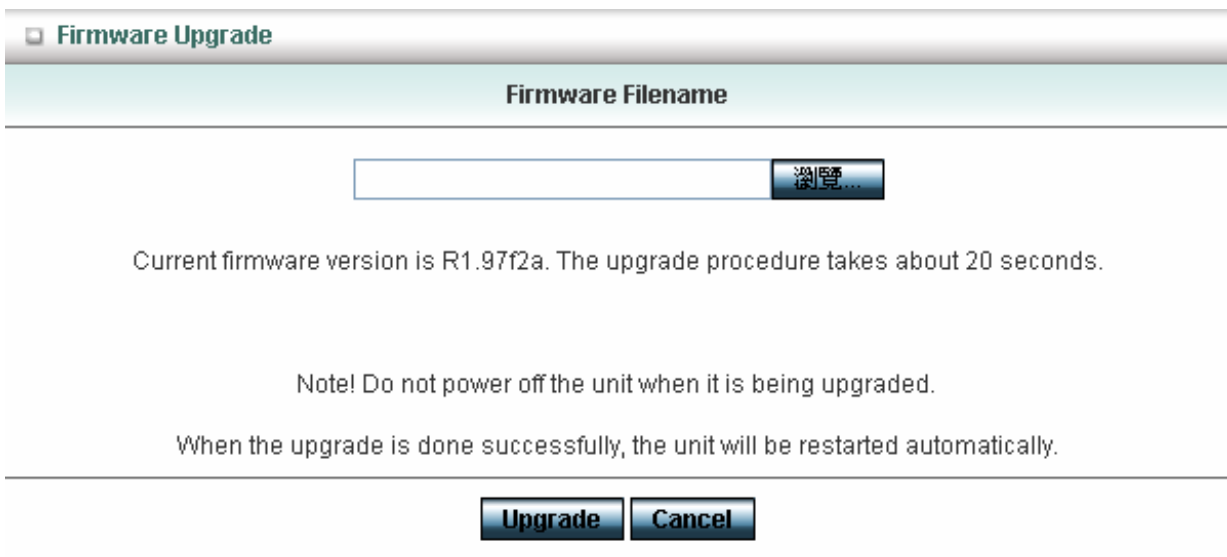 Firmware Upgrade
Firmware Filename
瀏覽...
Current firmware version is R1.97f2a. The upgrade procedure takes about 20 seconds.
Note! Do not power off the unit when it is being upgraded.
When the upgrade is done successfully, the unit will be restarted automatically.
Upgrade Cancel